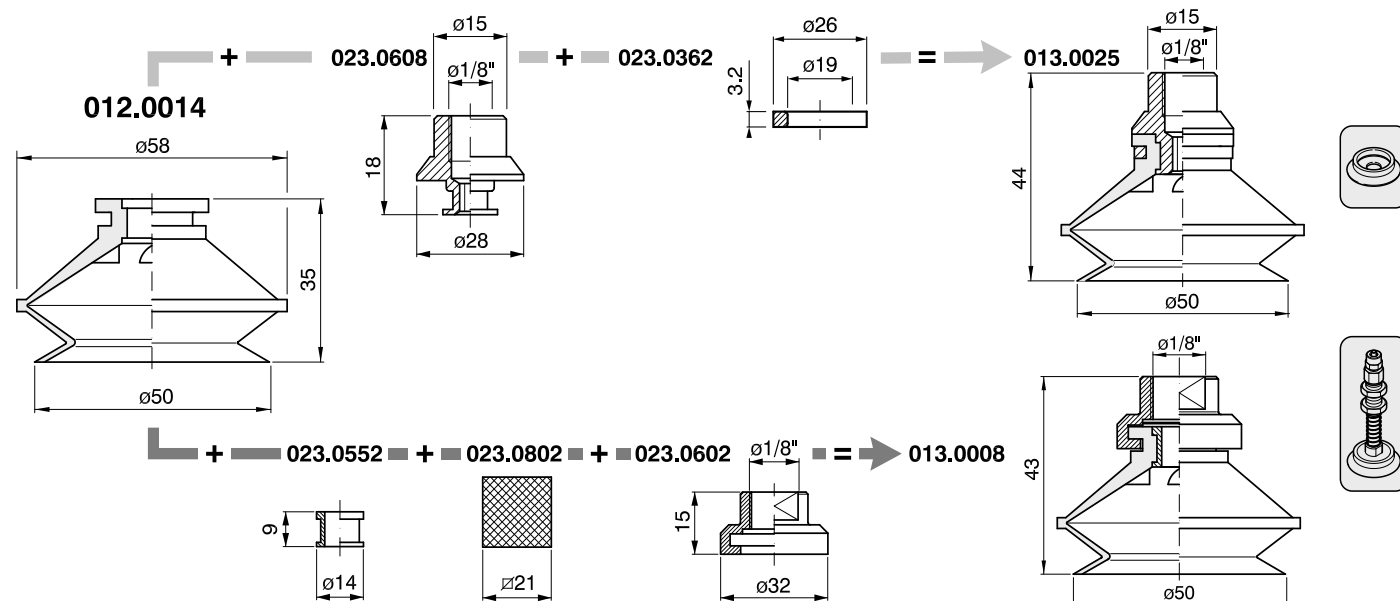 ø15
ø1/8"
023.0608
+
+
023.0362
ø26
ø19
3.2
=
013.0025
ø15
ø1/8"
012.0014
ø58
35
ø50
18
ø28
44
ø50
+
023.0552
+
023.0802
+
023.0602
ø1/8"
=
013.0008
9
ø14
⌀21
15
ø32
ø1/8"
43
ø50